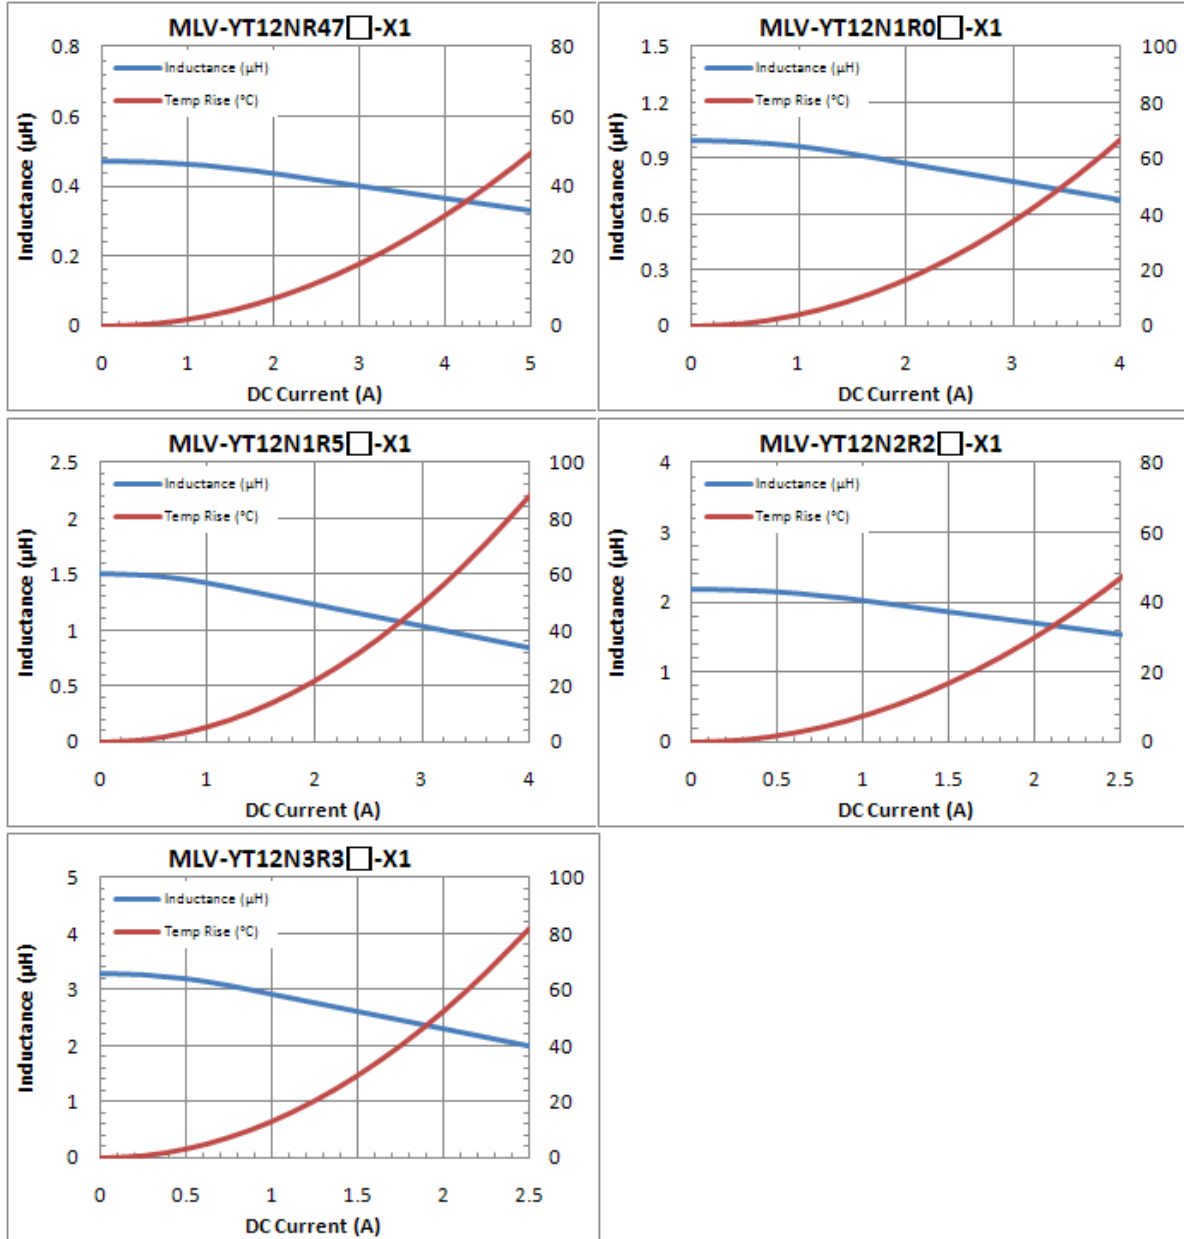 MLV-YT12NR47□-X1
Inductance (µH)
0.8
0.6
0.4
0.2
0
Inductance (µH)
Temp Rise (°C)
80
60
40
20
0
0 1 2 3 4 5
DC Current (A)
MLV-YT12N1R0□-X1
Inductance (µH)
1.5
1.2
0.9
0.6
0.3
0
Inductance (µH)
Temp Rise (°C)
100
80
60
40
20
0
0 1 2 3 4
DC Current (A)
MLV-YT12N1R5□-X1
Inductance (µH)
2.5
2
1.5
1
0.5
0
Inductance (µH)
Temp Rise (°C)
100
80
60
40
20
0
0 1 2 3 4
DC Current (A)
MLV-YT12N2R2□-X1
Inductance (µH)
4
3
2
1
0
Inductance (µH)
Temp Rise (°C)
80
60
40
20
0
0 0.5 1 1.5 2 2.5
DC Current (A)
MLV-YT12N3R3□-X1
Inductance (µH)
5
4
3
2
1
0
Inductance (µH)
Temp Rise (°C)
100
80
60
40
20
0
0 0.5 1 1.5 2 2.5
DC Current (A)